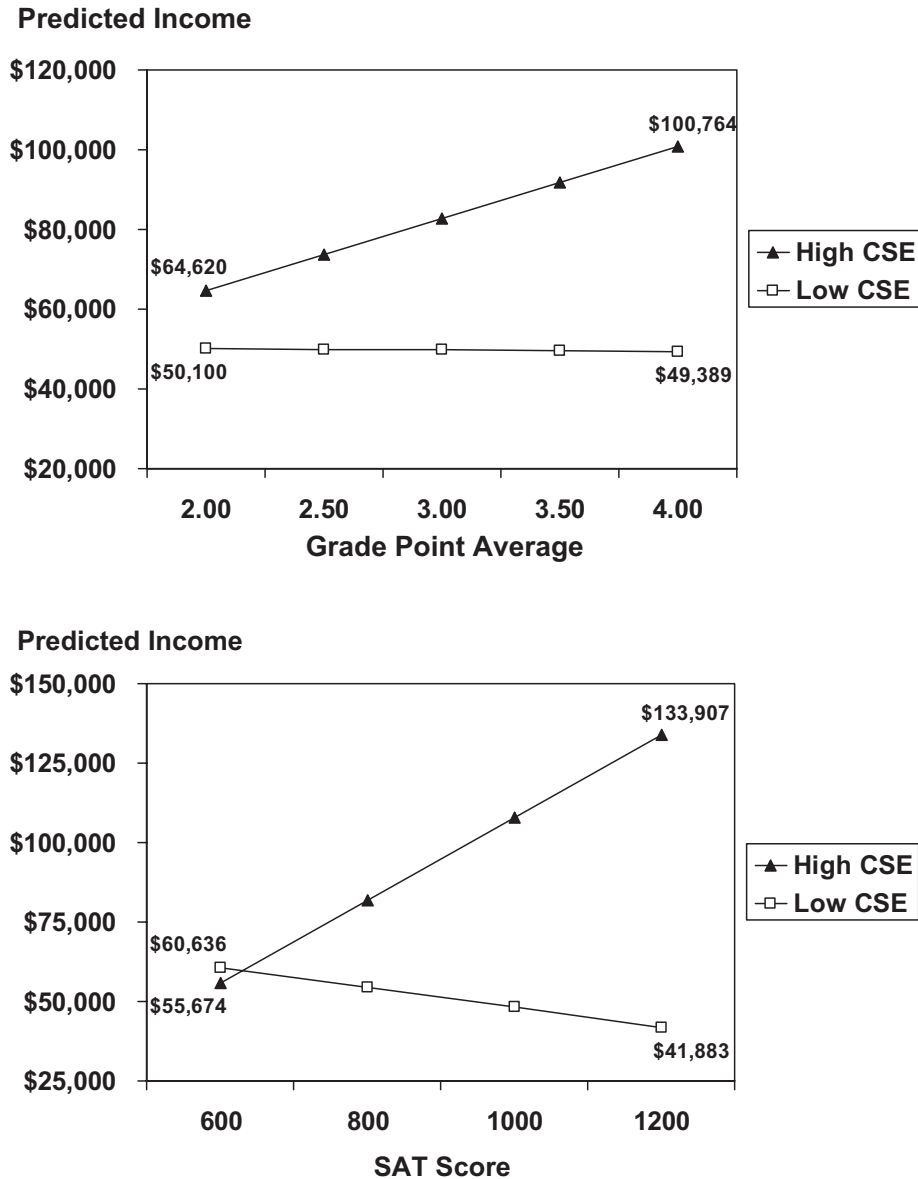 Predicted Income
$120,000
$100,000
$80,000
$60,000
$40,000
$20,000
$100,764
$64,620
$50,100
$49,389
High CSE
Low CSE
2.00 2.50 3.00 3.50 4.00
Grade Point Average
Predicted Income
$150,000
$125,000
$100,000
$75,000
$50,000
$25,000
$133,907
$60,636
$55,674
$41,883
High CSE
Low CSE
600 800 1000 1200
SAT Score